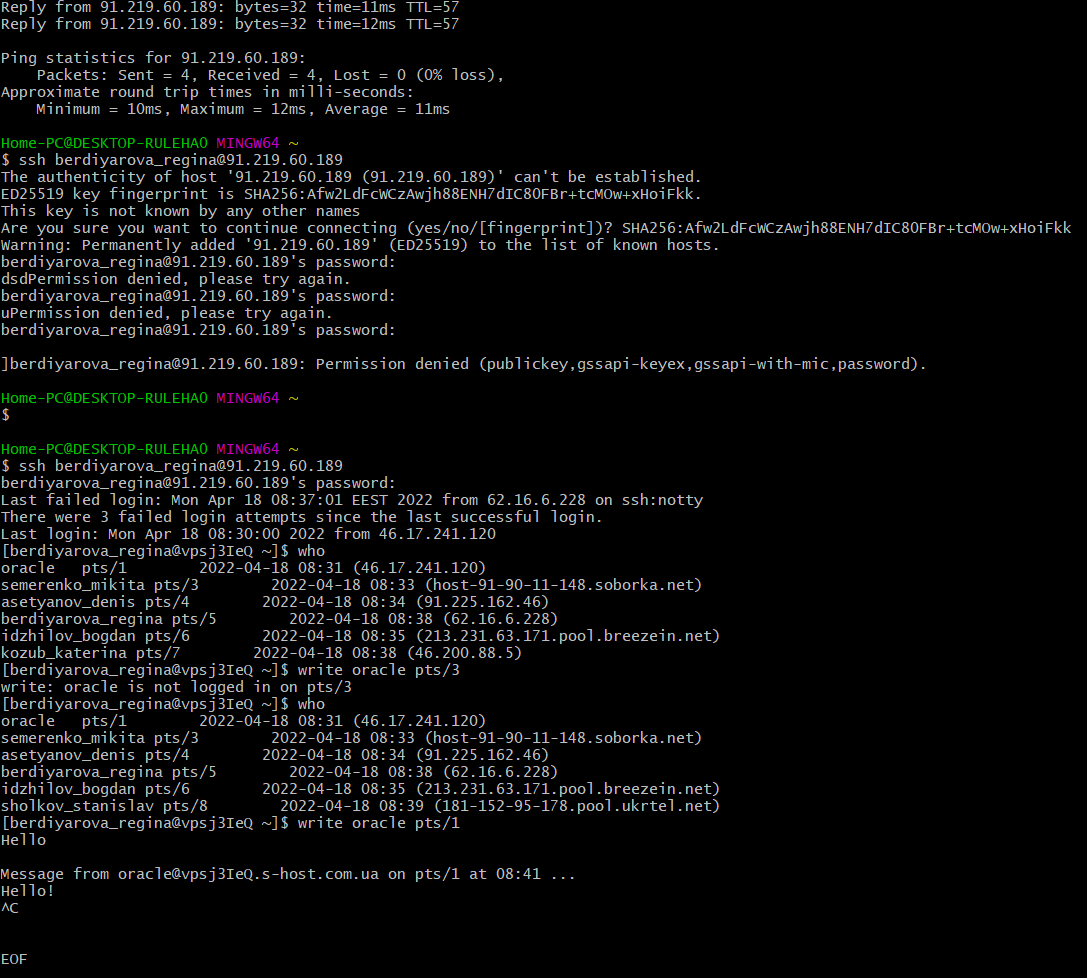 Reply from 91.219.60.189: bytes=32 time=11ms TTL=57
Reply from 91.219.60.189: bytes=32 time=12ms TTL=57
Ping statistics for 91.219.60.189:
    Packets: Sent = 4, Received = 4, Lost = 0 (0% loss),
Approximate round trip times in milli-seconds:
    Minimum = 10ms, Maximum = 12ms, Average = 11ms
Home-PC@DESKTOP-RULEHAO MINGW64 ~
$ ssh berdiyarova_regina@91.219.60.189
The authenticity of host '91.219.60.189 (91.219.60.189)' can't be established.
ED25519 key fingerprint is SHA256:Afw2LdFcWCzAwjh88ENH7dIC8OFBr+tcMOw+xHoiFkk.
This key is not known by any other names
Are you sure you want to continue connecting (yes/no/[fingerprint])? SHA256:Afw2LdFcWCzAwjh88ENH7dIC8OFBr+tcMOw+xHoiFkk
Warning: Permanently added '91.219.60.189' (ED25519) to the list of known hosts.
berdiyarova_regina@91.219.60.189's password:
dsdPermission denied, please try again.
berdiyarova_regina@91.219.60.189's password:
uPermission denied, please try again.
berdiyarova_regina@91.219.60.189's password:
]berdiyarova_regina@91.219.60.189: Permission denied (publickey,gssapi-keyex,gssapi-with-mic,password).
Home-PC@DESKTOP-RULEHAO MINGW64 ~
$
Home-PC@DESKTOP-RULEHAO MINGW64 ~
$ ssh berdiyarova_regina@91.219.60.189
berdiyarova_regina@91.219.60.189's password:
Last failed login: Mon Apr 18 08:37:01 EEST 2022 from 62.16.6.228 on ssh:notty
There were 3 failed login attempts since the last successful login.
Last login: Mon Apr 18 08:30:00 2022 from 46.17.241.120
[berdiyarova_regina@vpsj3IeQ ~]$ who
oracle   pts/1        2022-04-18 08:31 (46.17.241.120)
semerenko_mikita pts/3        2022-04-18 08:33 (host-91-90-11-148.soborka.net)
asetyanov_denis pts/4        2022-04-18 08:34 (91.225.162.46)
berdiyarova_regina pts/5        2022-04-18 08:38 (62.16.6.228)
idzhilov_bogdan pts/6        2022-04-18 08:35 (213.231.63.171.pool.breezein.net)
kozub_katerina pts/7        2022-04-18 08:38 (46.200.88.5)
[berdiyarova_regina@vpsj3IeQ ~]$ write oracle pts/3
write: oracle is not logged in on pts/3
[berdiyarova_regina@vpsj3IeQ ~]$ who
oracle   pts/1        2022-04-18 08:31 (46.17.241.120)
semerenko_mikita pts/3        2022-04-18 08:33 (host-91-90-11-148.soborka.net)
asetyanov_denis pts/4        2022-04-18 08:34 (91.225.162.46)
berdiyarova_regina pts/5        2022-04-18 08:38 (62.16.6.228)
idzhilov_bogdan pts/6        2022-04-18 08:35 (213.231.63.171.pool.breezein.net)
sholkov_stanislav pts/8        2022-04-18 08:39 (181-152-95-178.pool.ukrtel.net)
[berdiyarova_regina@vpsj3IeQ ~]$ write oracle pts/1
Hello
Message from oracle@vpsj3IeQ.s-host.com.ua on pts/1 at 08:41 ...
Hello!
^C
EOF